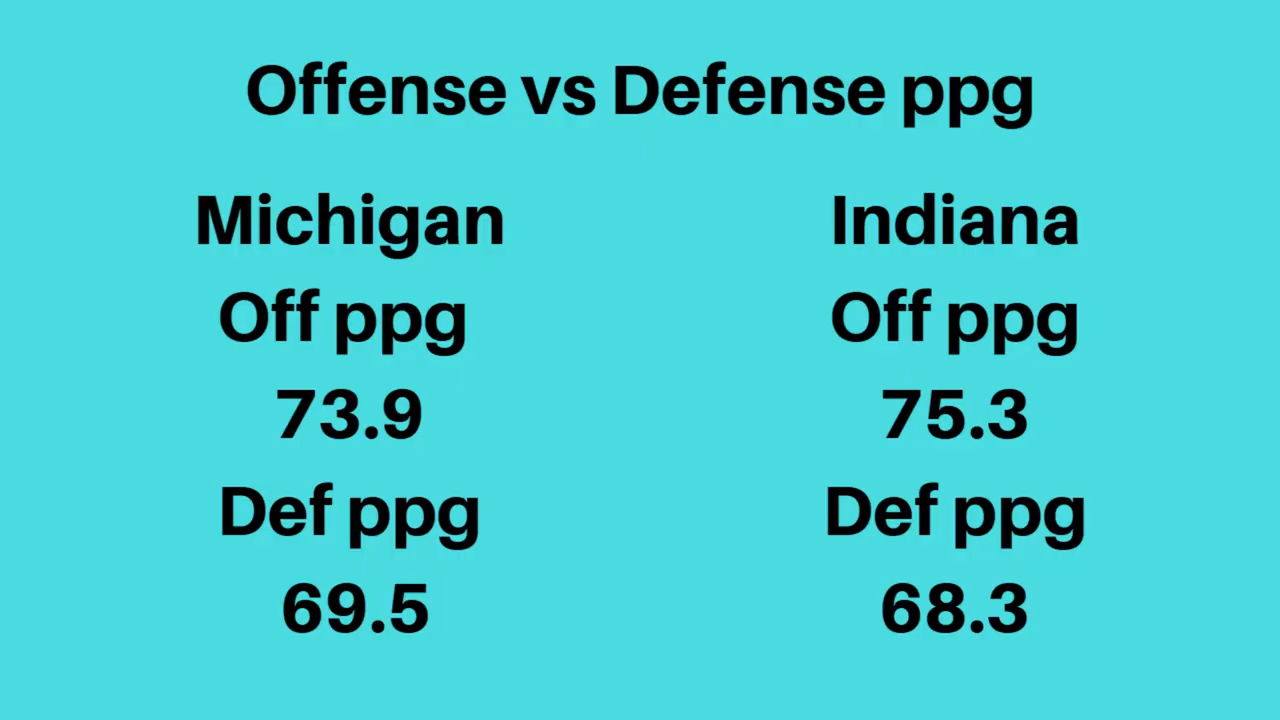 Offense vs Defense ppg
Michigan
Off ppg
73.9
Def ppg
69.5
Indiana
Off ppg
75.3
Def ppg
68.3